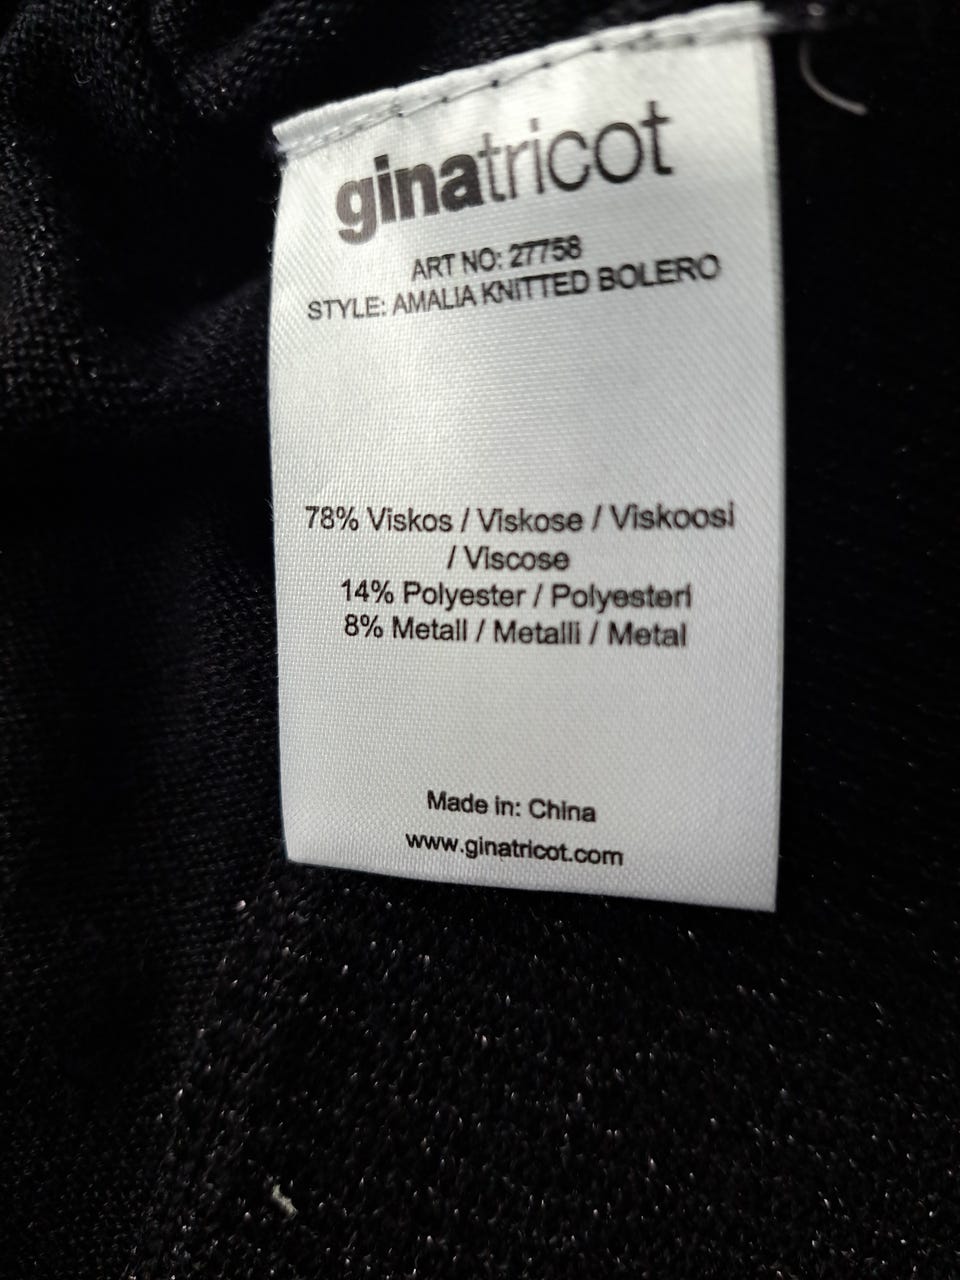 ginatricot
ART NO: 27758
STYLE: AMALIA KNITTED BOLERO
78% Viskos / Viskose / Viskoosi
/ Viscose
14% Polyester / Polyesteri
8% Metall / Metalli / Metal
Made in: China
www.ginatricot.com